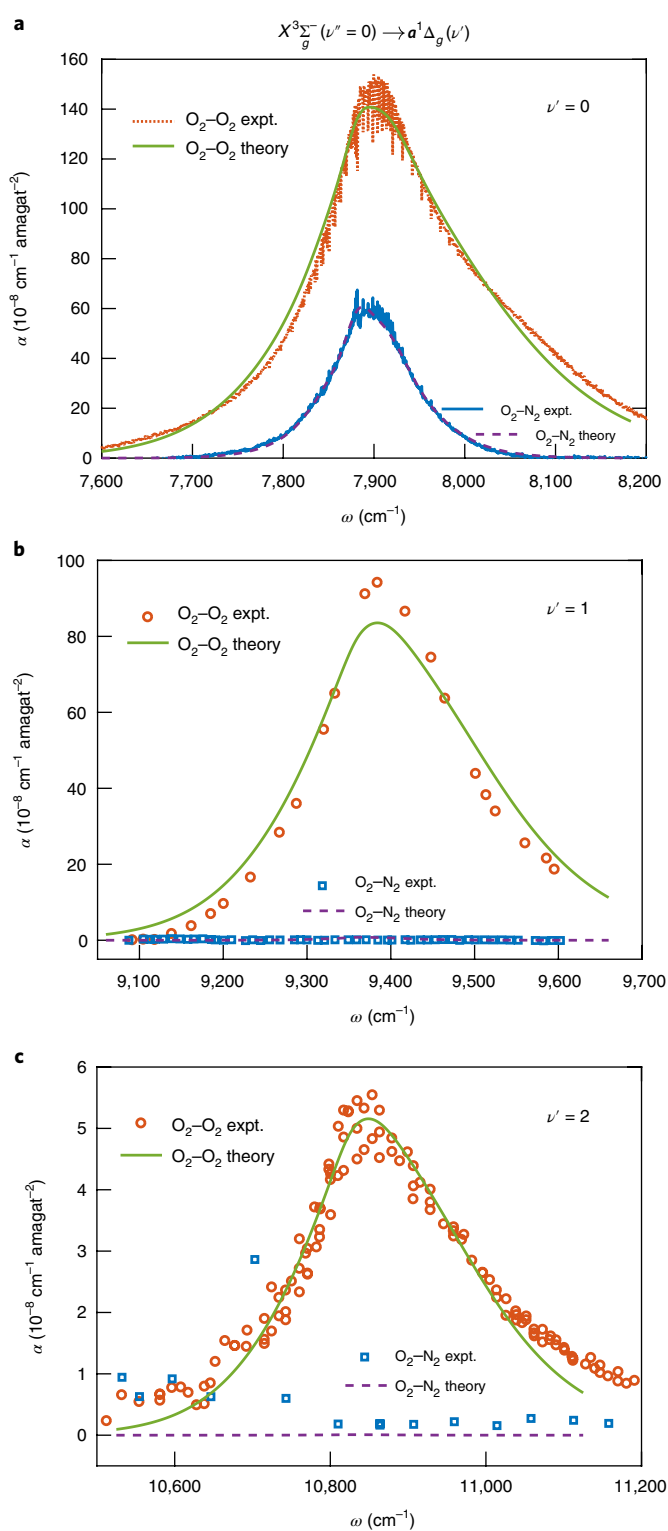 X³Σg⁻(ν″ = 0) → a¹Δg(ν′)
a
160
140
120
100
80
60
40
20
0
α (10⁻⁸ cm⁻¹ amagat⁻²)
O₂–O₂ expt.
O₂–O₂ theory
ν′ = 0
O₂–N₂ expt.
O₂–N₂ theory
7,600 7,700 7,800 7,900 8,000 8,100 8,200
ω (cm⁻¹)
b
100
80
60
40
20
0
α (10⁻⁸ cm⁻¹ amagat⁻²)
O₂–O₂ expt.
O₂–O₂ theory
ν′ = 1
O₂–N₂ expt.
O₂–N₂ theory
9,100 9,200 9,300 9,400 9,500 9,600 9,700
ω (cm⁻¹)
c
6
5
4
3
2
1
0
α (10⁻⁸ cm⁻¹ amagat⁻²)
O₂–O₂ expt.
O₂–O₂ theory
ν′ = 2
O₂–N₂ expt.
O₂–N₂ theory
10,600 10,800 11,000 11,200
ω (cm⁻¹)